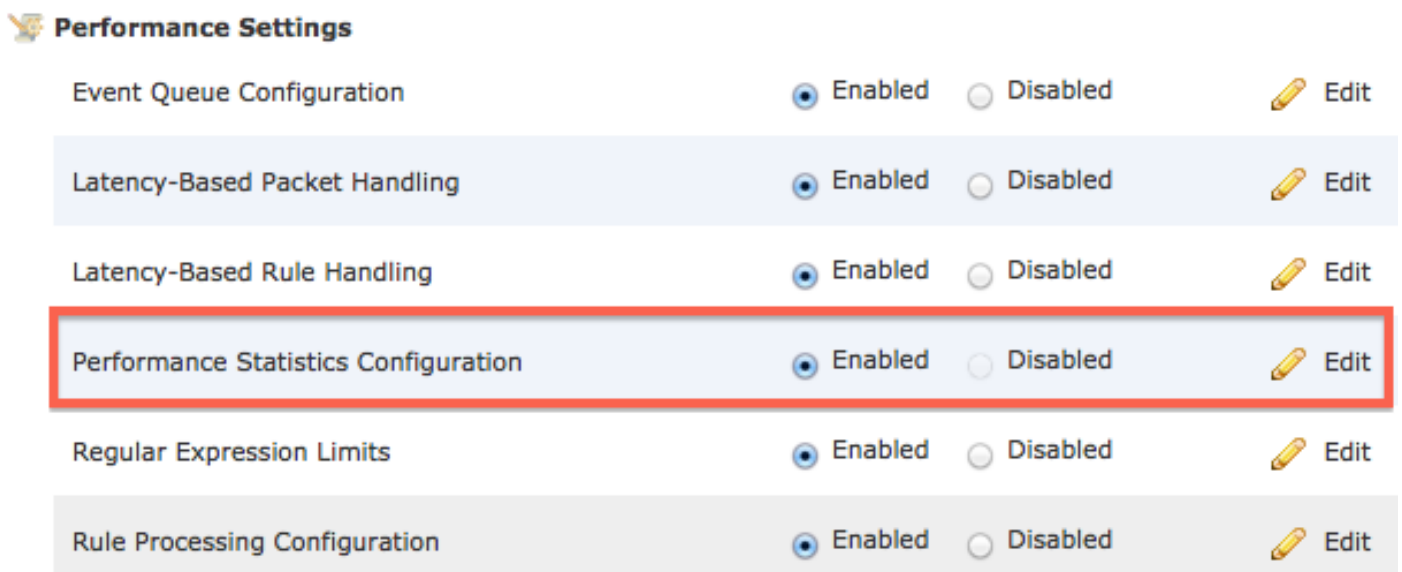 Performance Settings
Event Queue Configuration Enabled Disabled Edit
Latency-Based Packet Handling Enabled Disabled Edit
Latency-Based Rule Handling Enabled Disabled Edit
Performance Statistics Configuration Enabled Disabled Edit
Regular Expression Limits Enabled Disabled Edit
Rule Processing Configuration Enabled Disabled Edit